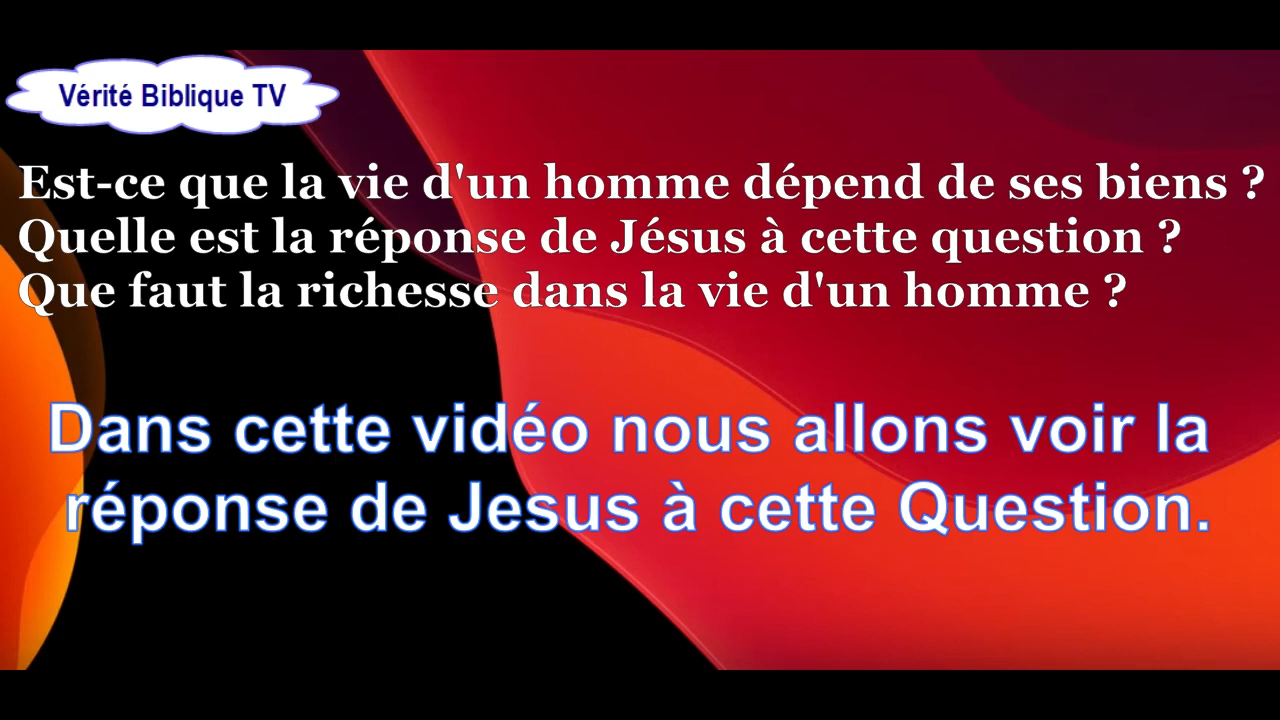 Vérité Biblique TV
Est-ce que la vie d'un homme dépend de ses biens ?
Quelle est la réponse de Jésus à cette question ?
Que faut la richesse dans la vie d'un homme ?
Dans cette vidéo nous allons voir la
réponse de Jesus à cette Question.